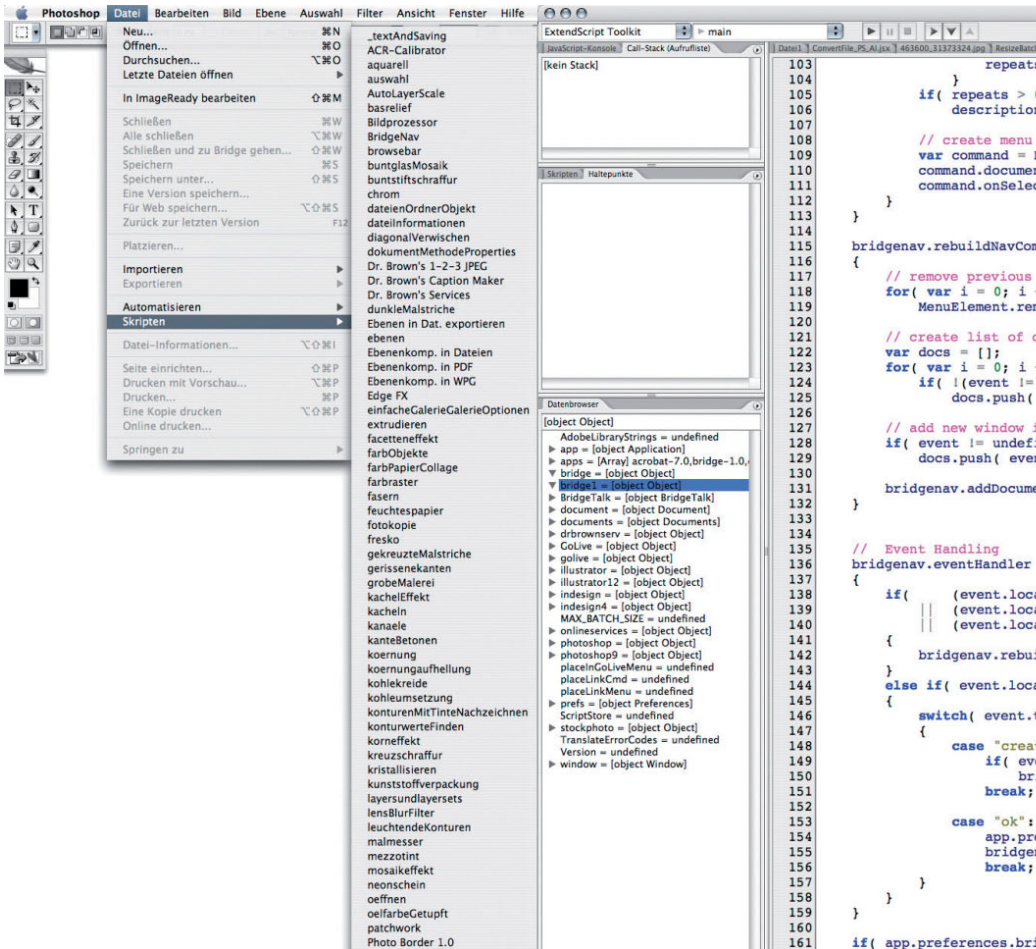 Photoshop Datei Bearbeiten Bild Ebene Auswahl Filter Ansicht Fenster Hilfe
Neu... ⌘N
Öffnen... ⌘O
Durchsuchen... ⌥⌘O
Letzte Dateien öffnen
In ImageReady bearbeiten ⇧⌘M
Schließen ⌘W
Alle schließen ⌥⌘W
Schließen und zu Bridge gehen... ⇧⌘W
Speichern ⌘S
Speichern unter... ⇧⌘S
Eine Version speichern...
Für Web speichern... ⌥⇧⌘S
Zurück zur letzten Version F12
Platzieren...
Importieren
Exportieren
Automatisieren
Skripten
Datei-Informationen... ⌥⇧⌘I
Seite einrichten... ⇧⌘P
Drucken mit Vorschau... ⌥⌘P
Drucken... ⌘P
Eine Kopie drucken ⌥⇧⌘P
Online drucken...
Springen zu
_textAndSaving
ACR-Calibrator
aquarell
auswahl
AutoLayerScale
basrelief
Bildprozessor
BridgeNav
browsebar
buntglasMosaik
buntstiftschraffur
chrom
dateienOrdnerObjekt
dateiInformationen
diagonalVerwischen
dokumentMethodeProperties
Dr. Brown's 1-2-3 JPEG
Dr. Brown's Caption Maker
Dr. Brown's Services
dunkleMalstriche
Ebenen in Dat. exportieren
ebenen
Ebenenkomp. in Dateien
Ebenenkomp. in PDF
Ebenenkomp. in WPG
Edge FX
einfacheGalerieGalerieOptionen
extrudieren
facetteneffekt
farbObjekte
farbPapierCollage
farbraster
fasern
feuchtespapier
fotokopie
fresko
gekreuzteMalstriche
gerissenekanten
grobeMalerei
kachelEffekt
kacheln
kanaele
kanteBetonen
koernung
koernungaufhellung
kohlekreide
kohleumsetzung
konturenMitTinteNachzeichnen
konturwerteFinden
korneffekt
kreuzschraffur
kristallisieren
kunststoffverpackung
layersundlayersets
lensBlurFilter
leuchtendeKonturen
malmesser
mezzotint
mosaikeffekt
neonschein
oeffnen
oelfarbeGetupft
patchwork
Photo Border 1.0
ExtendScript Toolkit main
JavaScript-Konsole Call-Stack (Aufrufliste)
[kein Stack]
Skripten Haltepunkte
Datenbrowser
[object Object]
AdobeLibraryStrings = undefined
app = [object Application]
apps = [Array] acrobat-7.0,bridge-1.0,
bridge = [object Object]
bridge1 = [object Object]
BridgeTalk = [object BridgeTalk]
document = [object Document]
documents = [object Documents]
drbrownserv = [object Object]
GoLive = [object Object]
golive = [object Object]
illustrator = [object Object]
illustrator12 = [object Object]
indesign = [object Object]
indesign4 = [object Object]
MAX_BATCH_SIZE = undefined
onlineservices = [object Object]
photoshop = [object Object]
photoshop9 = [object Object]
placeInGoLiveMenu = undefined
placeLinkCmd = undefined
placeLinkMenu = undefined
prefs = [object Preferences]
ScriptStore = undefined
stockphoto = [object Object]
TranslateErrorCodes = undefined
Version = undefined
window = [object Window]
Datei1 ConvertFile_PS_AI.jsx 463600_31373324.jpg ResizeBatc
103 repeats
104 }
105 if( repeats >
106 description
107
108 // create menu
109 var command =
110 command.documen
111 command.onSelec
112 }
113 }
114
115 bridgenav.rebuildNavCom
116 {
117 // remove previous
118 for( var i = 0; i
119 MenuElement.rem
120
121 // create list of
122 var docs = [];
123 for( var i = 0; i
124 if( !(event !=
125 docs.push(
126
127 // add new window i
128 if( event != undefi
129 docs.push( even
130
131 bridgenav.addDocume
132 }
133
134
135 // Event Handling
136 bridgenav.eventHandler
137 {
138 if( (event.loca
139 || (event.loca
140 || (event.loca
141 {
142 bridgenav.rebui
143 }
144 else if( event.loca
145 {
146 switch( event.t
147 {
148 case "creat
149 if( eve
150 bri
151 break;
152
153 case "ok":
154 app.pre
155 bridgen
156 break;
157 }
158 }
159 }
160
161 if( app.preferences.bri